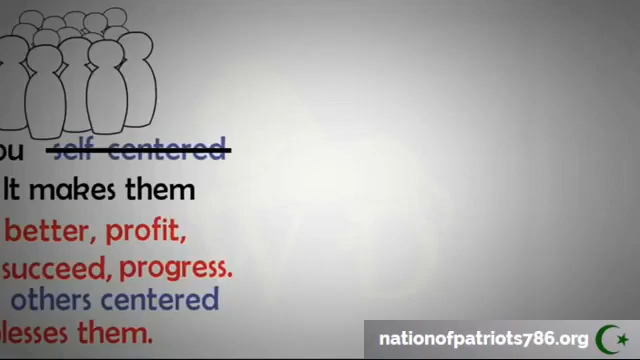 ou self-centered
It makes them
better, profit,
succeed, progress.
others centered
lesses them.
nationofpatriots786.org